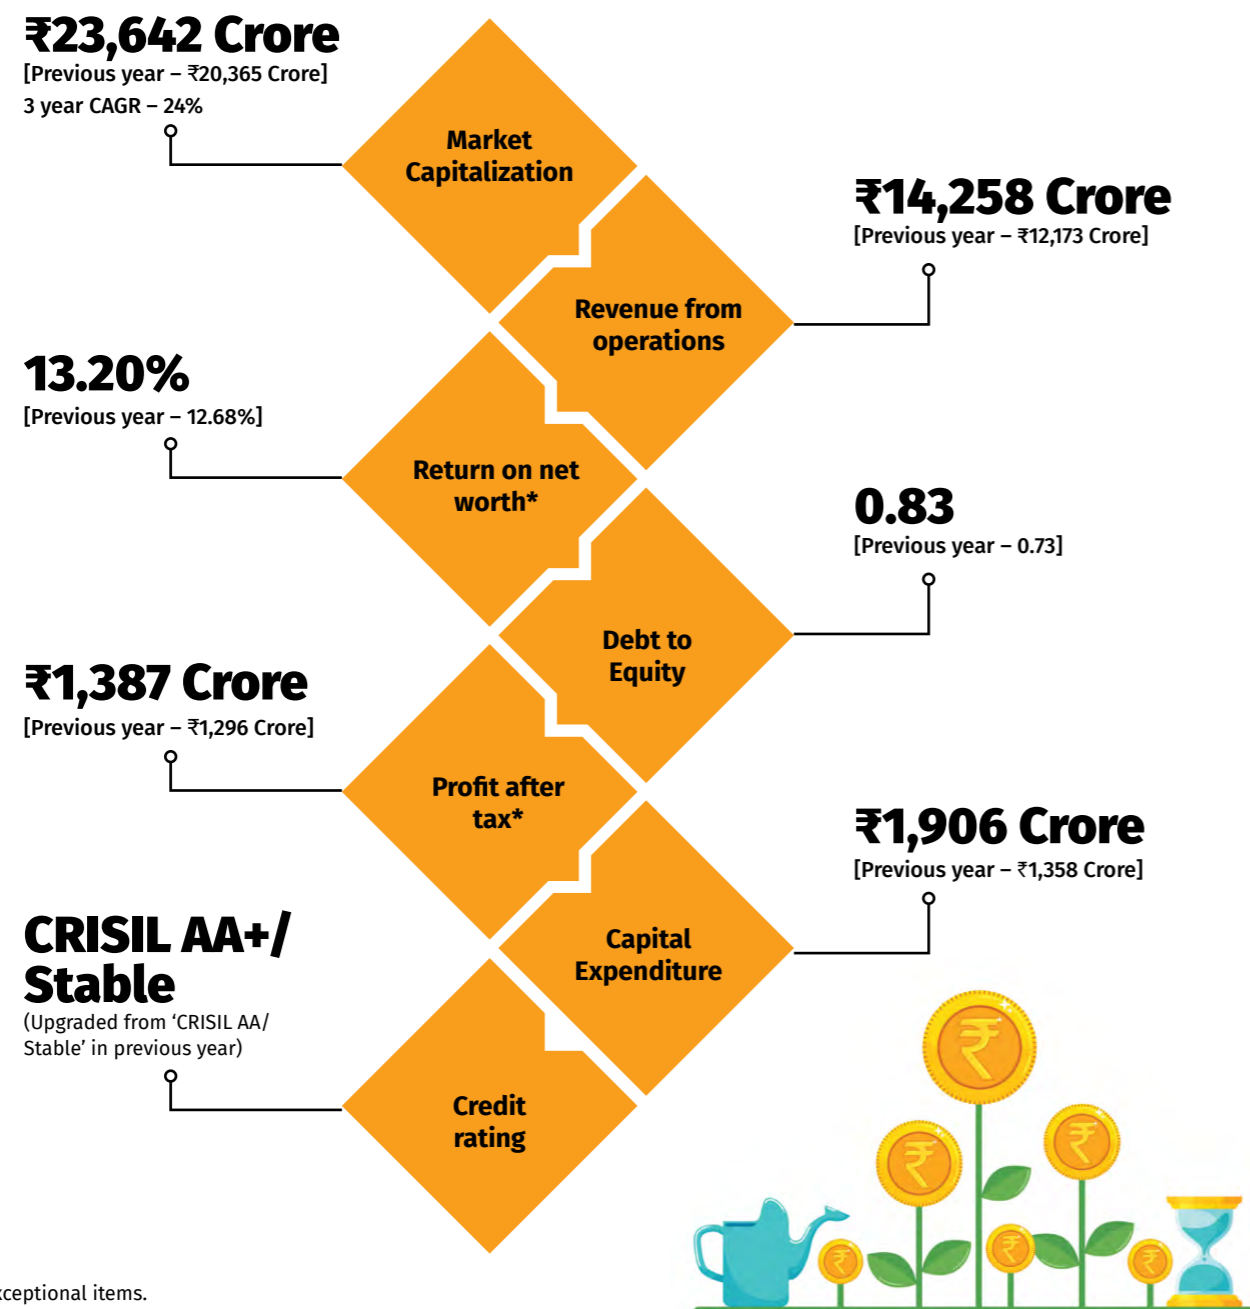 ₹23,642 Crore
[Previous year – ₹20,365 Crore]
3 year CAGR – 24%
Market
Capitalization
₹14,258 Crore
[Previous year – ₹12,173 Crore]
Revenue from
operations
13.20%
[Previous year – 12.68%]
Return on net
worth*
0.83
[Previous year – 0.73]
Debt to
Equity
₹1,387 Crore
[Previous year – ₹1,296 Crore]
Profit after
tax*
₹1,906 Crore
[Previous year – ₹1,358 Crore]
Capital
Expenditure
CRISIL AA+/
Stable
(Upgraded from ‘CRISIL AA/
Stable’ in previous year)
Credit
rating
₹
₹
₹
₹
₹
₹
items.